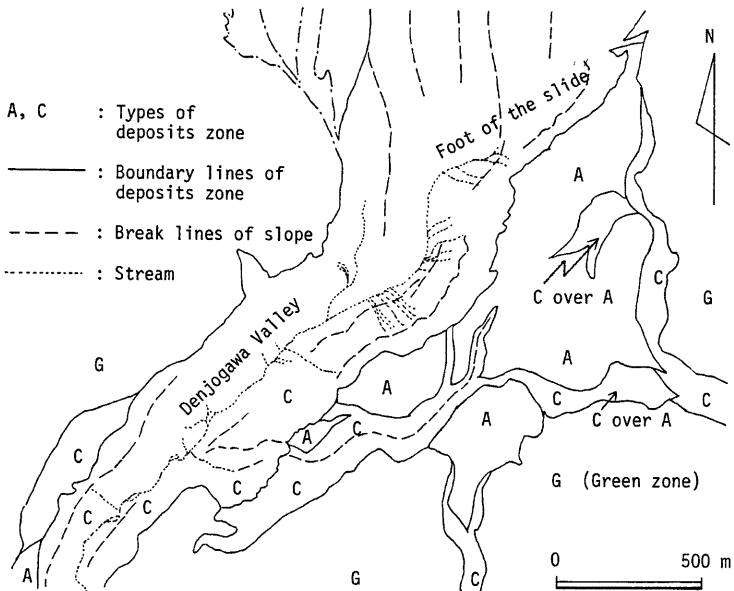 N
A, C : Types of
deposits zone
: Boundary lines of
deposits zone
: Break lines of slope
: Stream
Foot of the slide
Denjogawa Valley
A
C over A
C
G
G
A
A
C
A
C
C
C over A
A
C
A
C
C
C
C
C
G (Green zone)
A
G
C
0 500 m